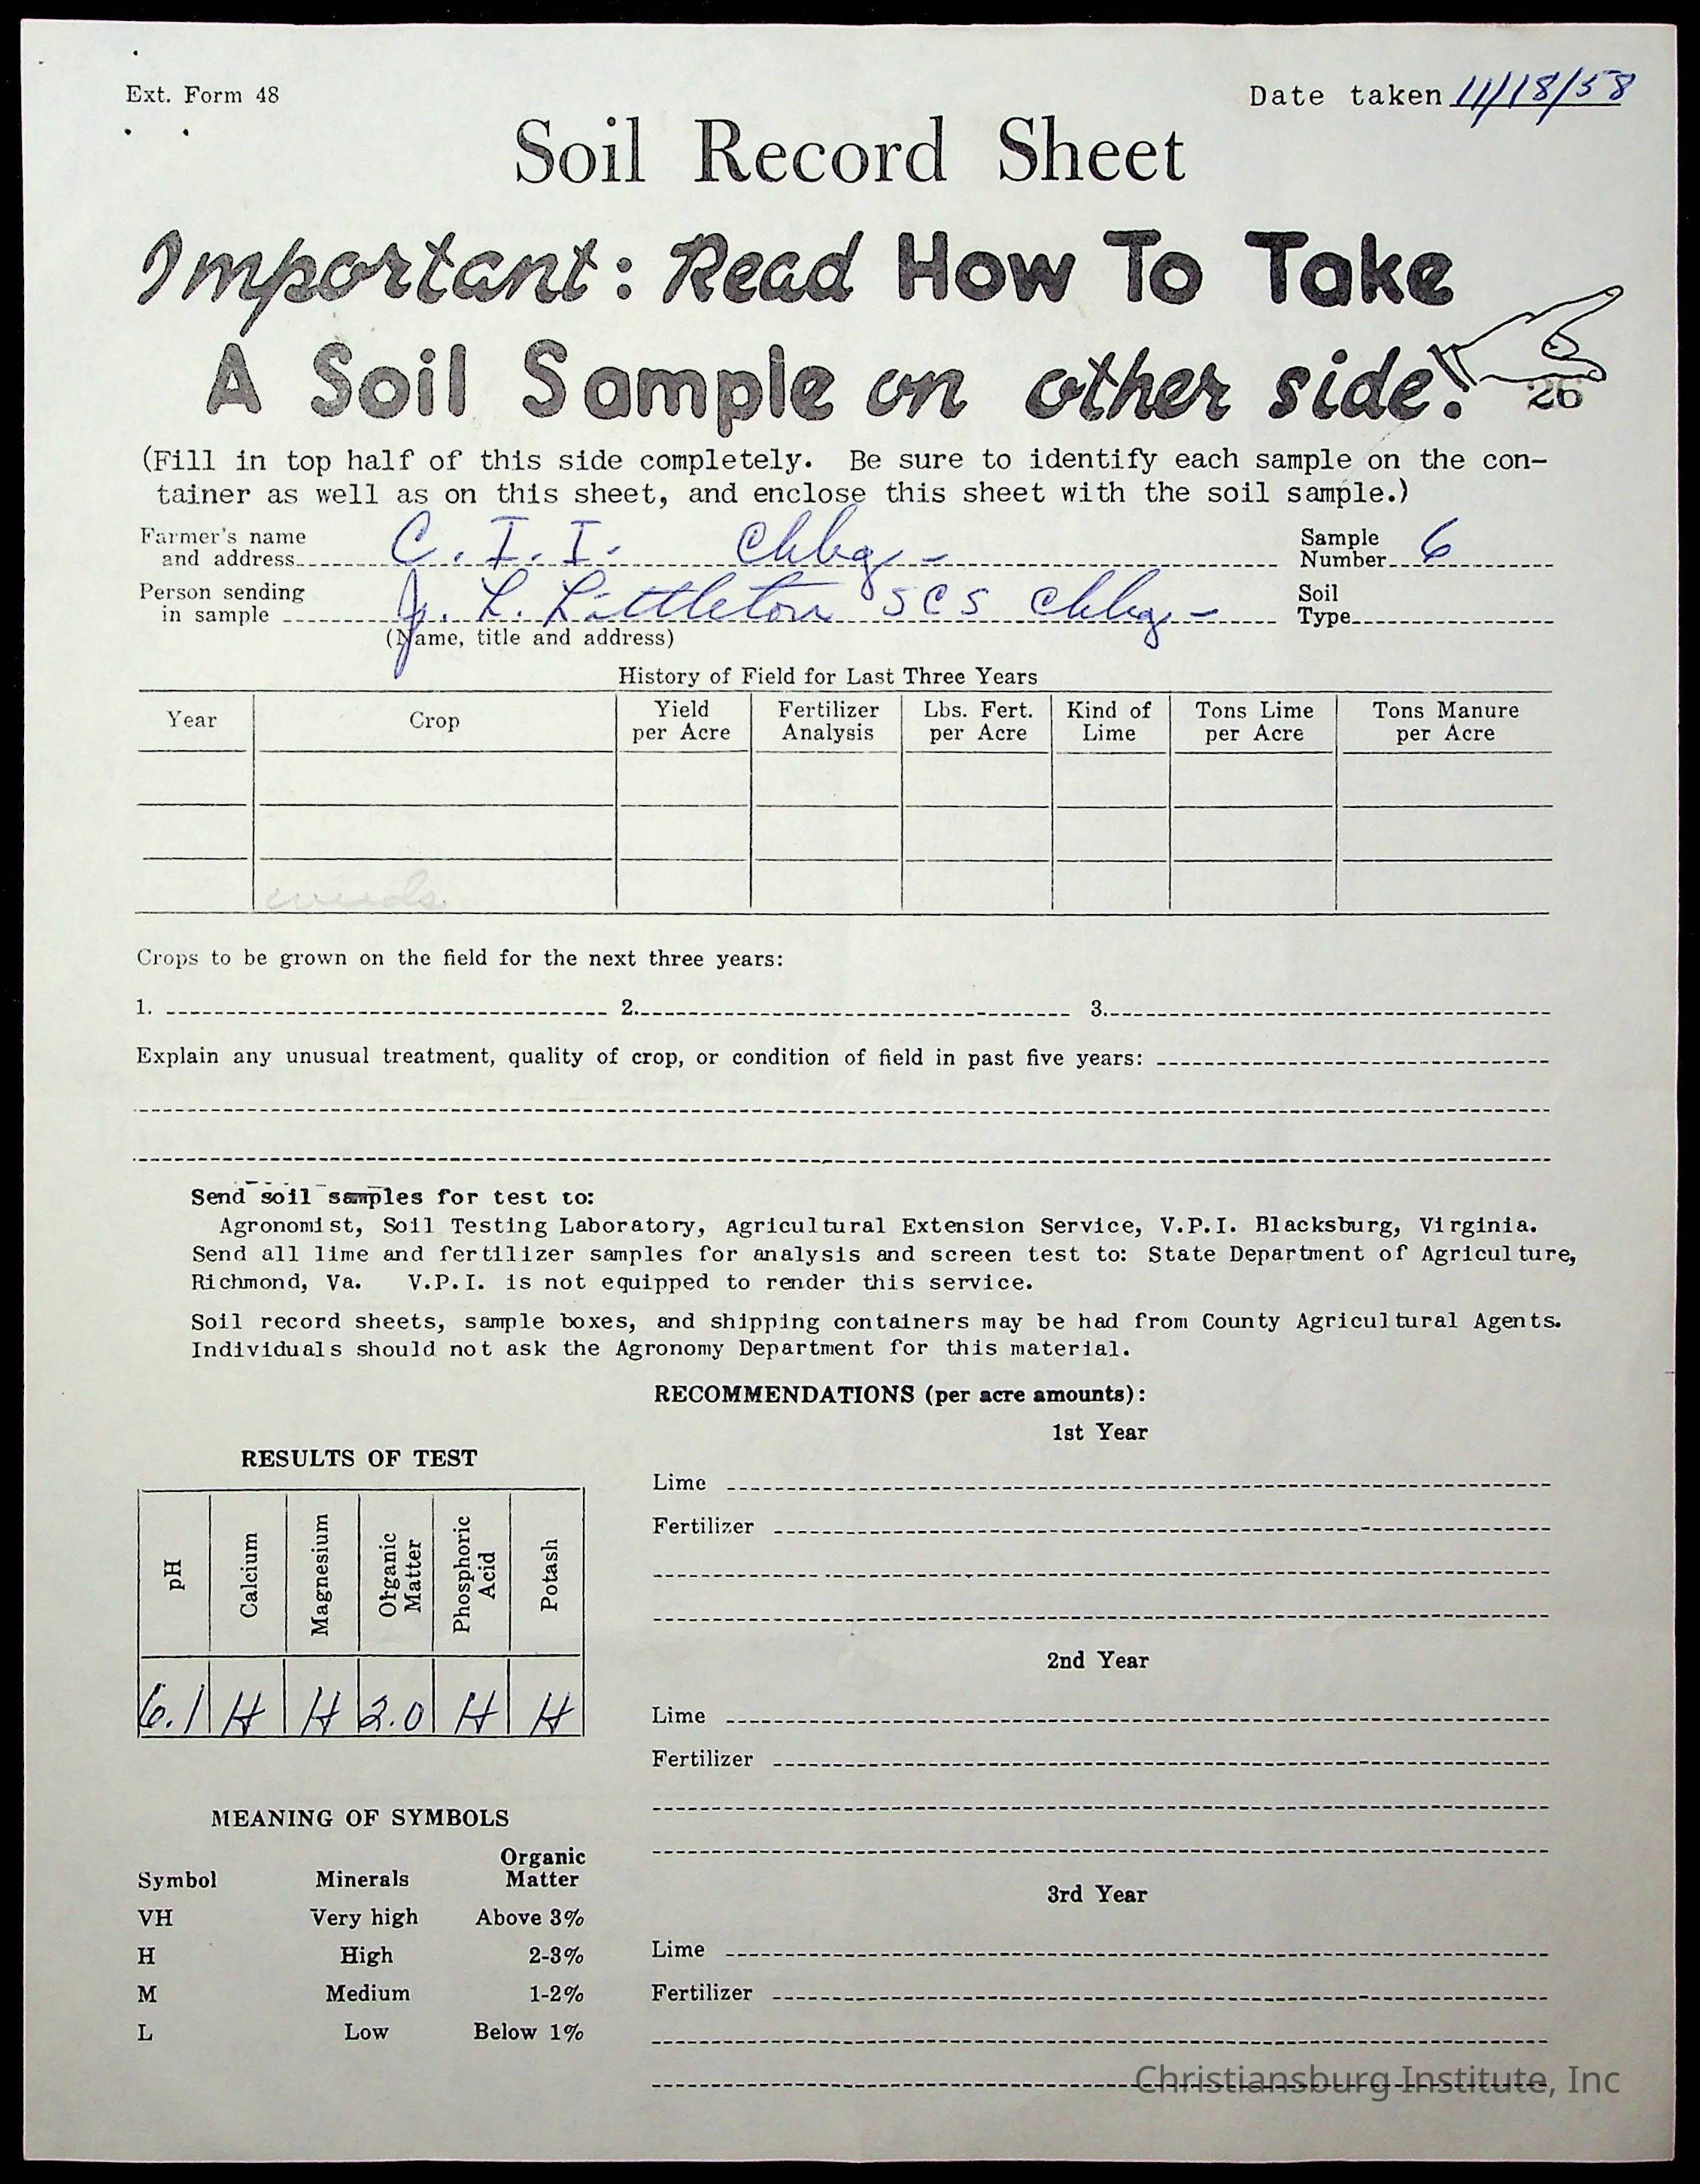 Ext. Form 48
Date taken 11/18/58
Soil Record Sheet
Important: Read How To Take
A Soil Sample on other side.
26
(Fill in top half of this side completely. Be sure to identify each sample on the con-
tainer as well as on this sheet, and enclose this sheet with the soil sample.)
Farmer's name
and address C. I. I. Chbg -
Sample
Number 6
Person sending
in sample J. L. Littleton SCS Chbg -
Soil
Type
(Name, title and address)
History of Field for Last Three Years
Year Crop Yield per Acre Fertilizer Analysis Lbs. Fert. per Acre Kind of Lime Tons Lime per Acre Tons Manure per Acre
Crops to be grown on the field for the next three years:
1. 2. 3.
Explain any unusual treatment, quality of crop, or condition of field in past five years:
Send soil samples for test to:
Agronomist, Soil Testing Laboratory, Agricultural Extension Service, V.P.I. Blacksburg, Virginia.
Send all lime and fertilizer samples for analysis and screen test to: State Department of Agriculture,
Richmond, Va. V.P.I. is not equipped to render this service.
Soil record sheets, sample boxes, and shipping containers may be had from County Agricultural Agents.
Individuals should not ask the Agronomy Department for this material.
RESULTS OF TEST
pH Calcium Magnesium Organic Matter Phosphoric Acid Potash
6.1 H H 2.0 H H
MEANING OF SYMBOLS
Symbol Minerals Organic Matter
VH Very high Above 3%
H High 2-3%
M Medium 1-2%
L Low Below 1%
RECOMMENDATIONS (per acre amounts):
1st Year
Lime
Fertilizer
2nd Year
Lime
Fertilizer
3rd Year
Lime
Fertilizer
Christiansburg Institute, Inc